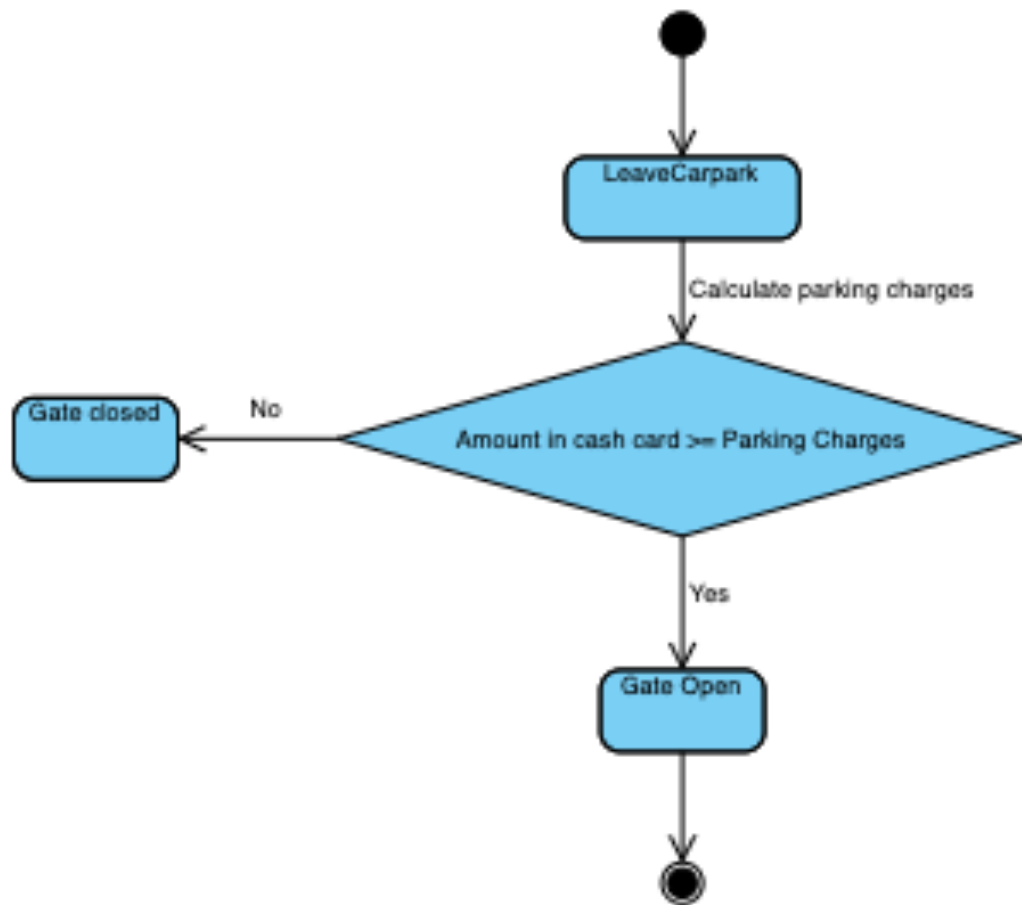 LeaveCarpark
Calculate parking charges
Gate closed
No
Amount in cash card >= Parking Charges
Yes
Gate Open